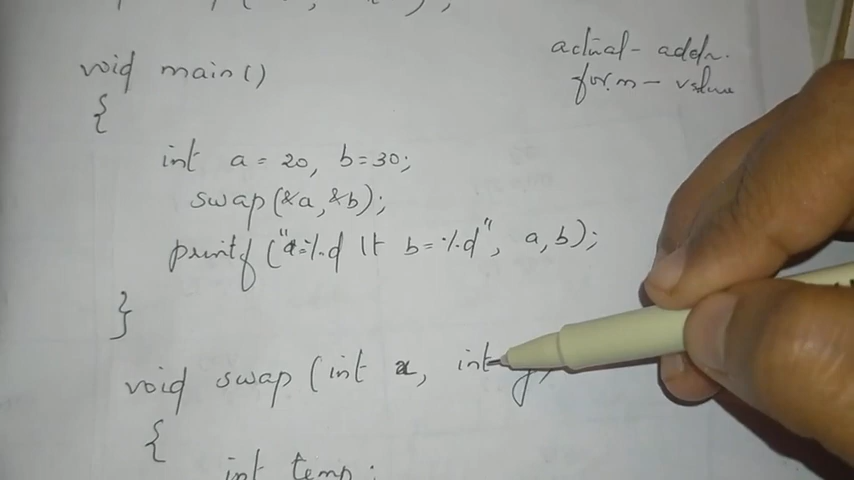 void main()
{
int a = 20, b = 30;
swap(&a, &b);
printf("a=%d \t b=%d", a, b);
}
void swap (int x, int y)
{
int temp;
actual - addr.
form - value